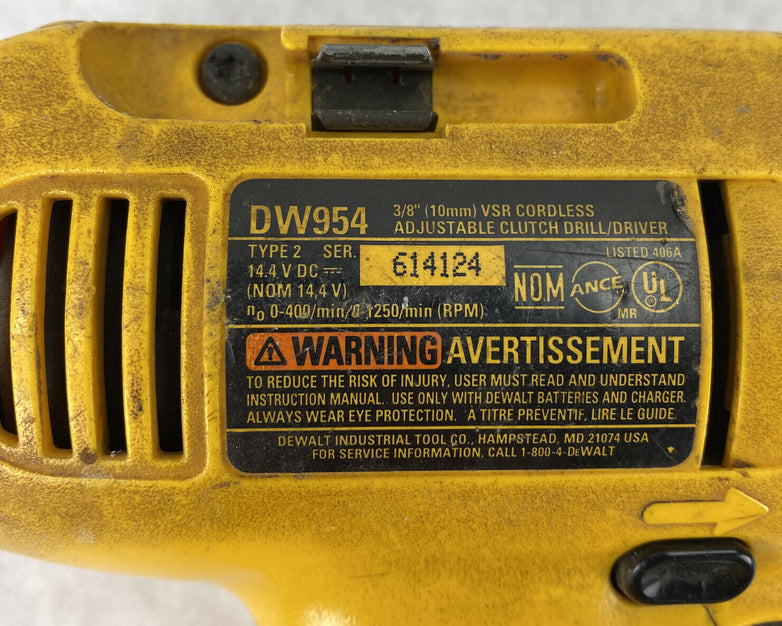 DW954 3/8" (10mm) VSR CORDLESS
ADJUSTABLE CLUTCH DRILL/DRIVER
TYPE 2 SER. 614124 LISTED 406A
14.4 V DC ⎓
(NOM 14,4 V)
NOM ANCE UL
MR
n₀ 0-400/min/0 1250/min (RPM)
⚠ WARNING AVERTISSEMENT
TO REDUCE THE RISK OF INJURY, USER MUST READ AND UNDERSTAND
INSTRUCTION MANUAL. USE ONLY WITH DEWALT BATTERIES AND CHARGER.
ALWAYS WEAR EYE PROTECTION. À TITRE PREVENTIF, LIRE LE GUIDE.
DEWALT INDUSTRIAL TOOL CO., HAMPSTEAD, MD 21074 USA
FOR SERVICE INFORMATION, CALL 1-800-4-DEWALT